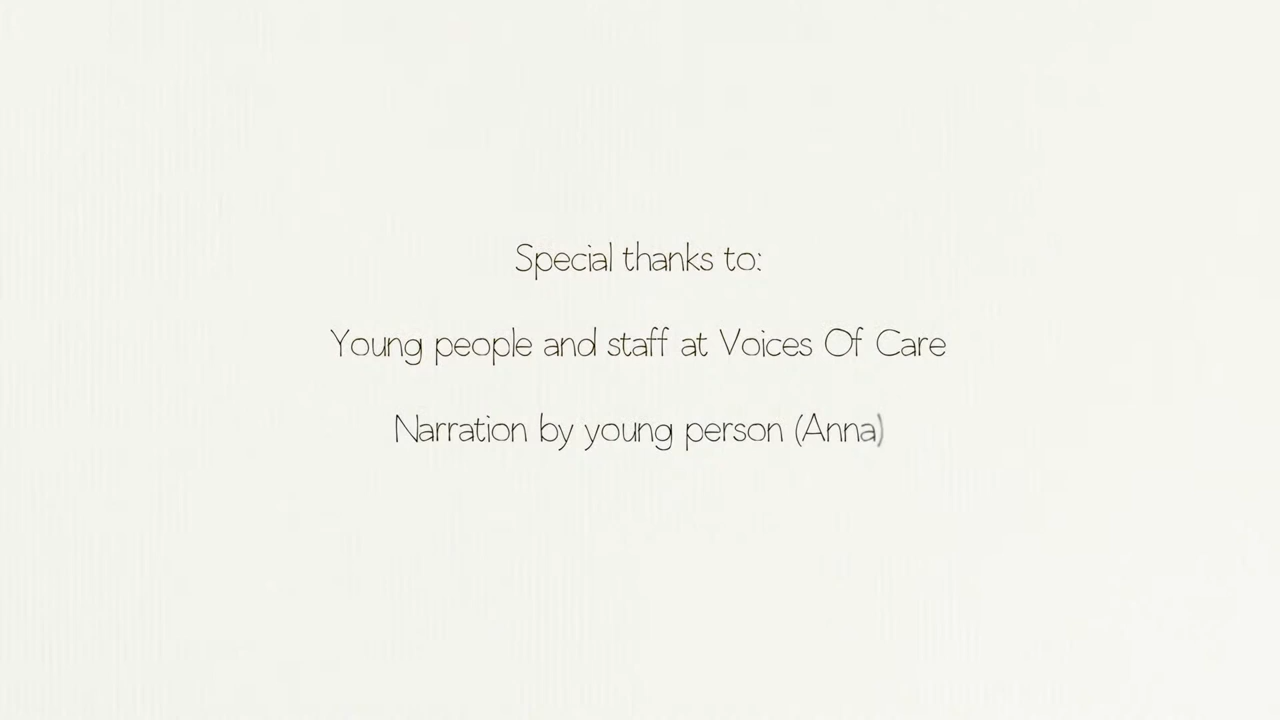 Special thanks to:
Young people and staff at Voices Of Care
Narration by young person (Anna)